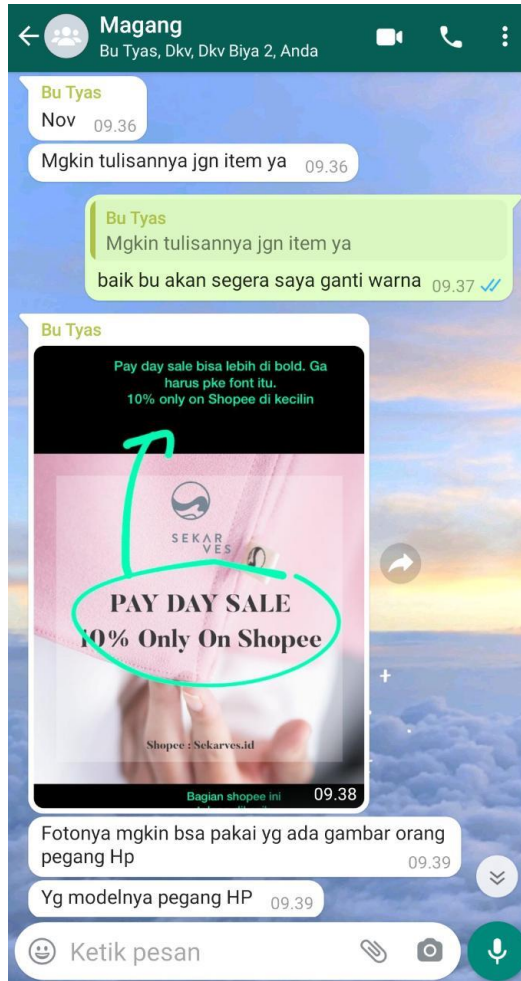 Magang
Bu Tyas, Dkv, Dkv Biya 2, Anda
Bu Tyas
Nov 09.36
Mgkin tulisannya jgn item ya 09.36
Bu Tyas
Mgkin tulisannya jgn item ya
baik bu akan segera saya ganti warna 09.37
Bu Tyas
Pay day sale bisa lebih di bold. Ga
harus pke font itu.
10% only on Shopee di kecilin
SEKAR
VES
PAY DAY SALE
10% Only On Shopee
Shopee : Sekarves.id
Bagian shopee ini
09.38
Fotonya mgkin bsa pakai yg ada gambar orang
pegang Hp 09.39
Yg modelnya pegang HP 09.39
Ketik pesan